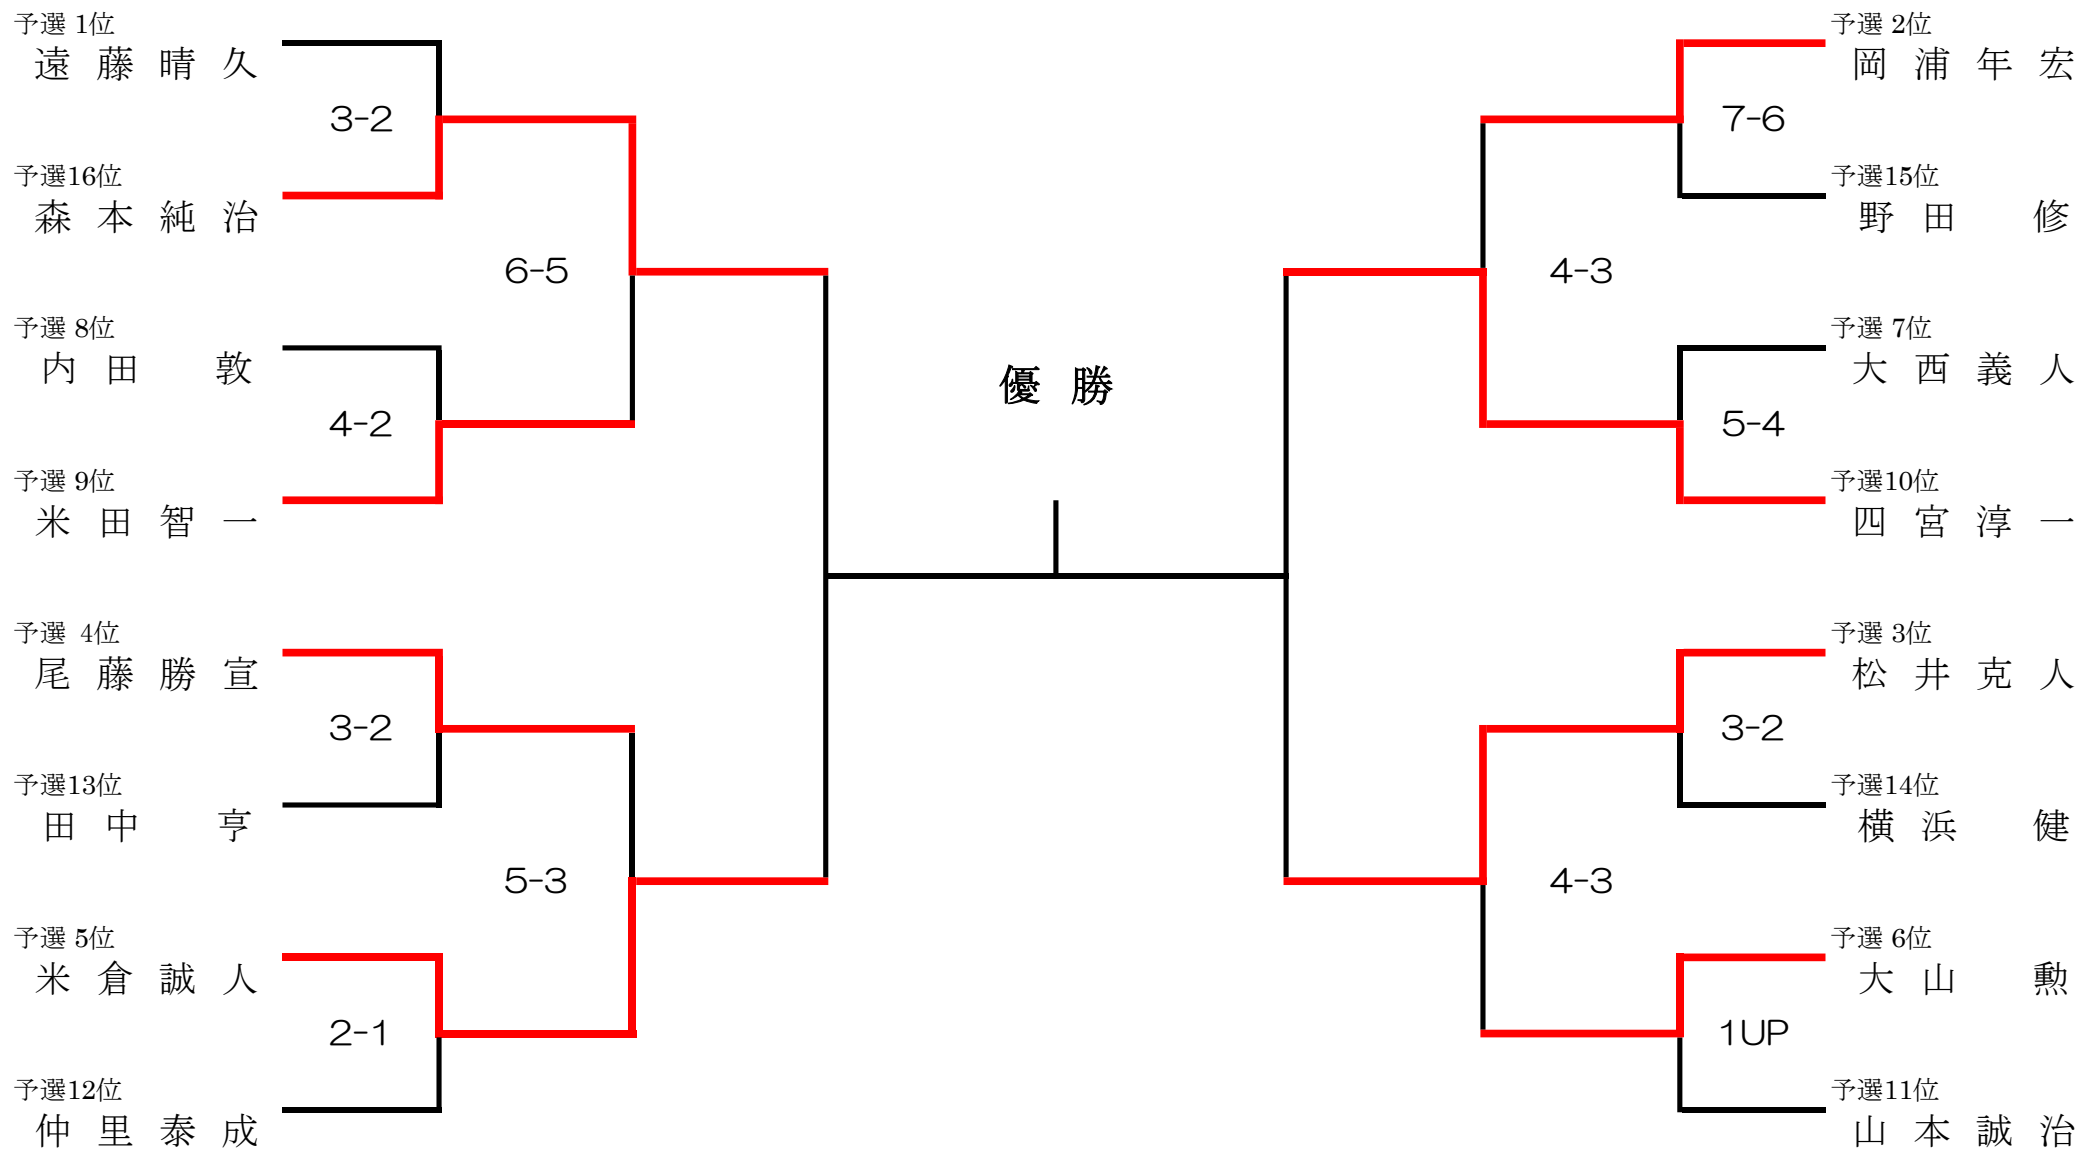 予選 1位
遠藤晴久
3-2
予選16位
森本純治
6-5
予選 8位
内田 敦
4-2
予選 9位
米田智一
予選 4位
尾藤勝宣
3-2
予選13位
田中 亨
5-3
予選 5位
米倉誠人
2-1
予選12位
仲里泰成
優勝
予選 2位
岡浦年宏
7-6
予選15位
野田 修
4-3
予選 7位
大西義人
5-4
予選10位
四宮淳一
予選 3位
松井克人
3-2
予選14位
横浜 健
4-3
予選 6位
大山 勲
1UP
予選11位
山本誠治